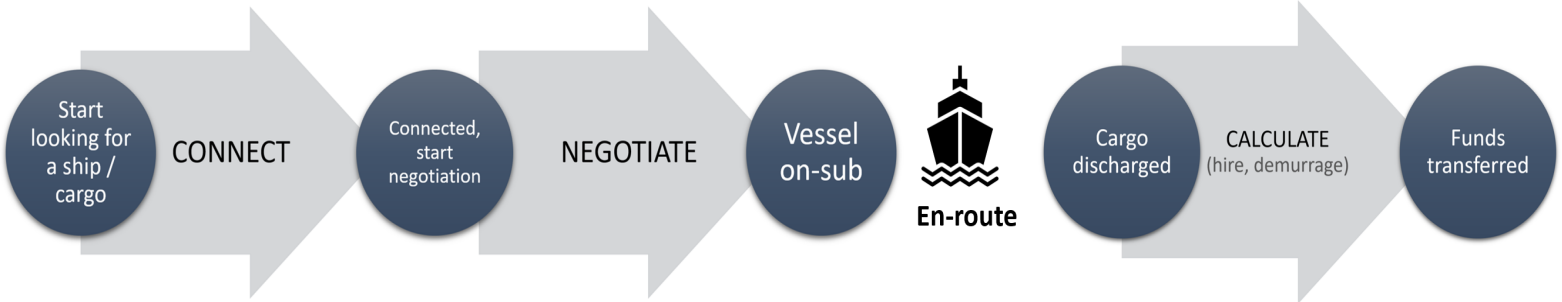 Start
looking for
a ship /
cargo
CONNECT
Connected,
start
negotiation
NEGOTIATE
Vessel
on-sub
En-route
Cargo
discharged
CALCULATE
(hire, demurrage)
Funds
transferred